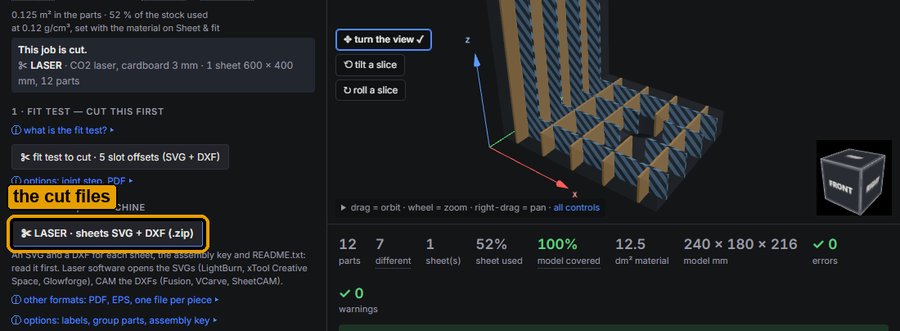 0.125 m² in the parts · 52 % of the stock used
at 0.12 g/cm³, set with the material on Sheet & fit
This job is cut.
✂ LASER · CO2 laser, cardboard 3 mm · 1 sheet 600 × 400
mm, 12 parts
1 · FIT TEST — CUT THIS FIRST
ⓘ what is the fit test? ▸
✂ fit test to cut · 5 slot offsets (SVG + DXF)
ⓘ options: joint step, PDF ▸
the cut files
✂ LASER · sheets SVG + DXF (.zip)
An SVG and a DXF for each sheet, the assembly key and README.txt:
read it first. Laser software opens the SVGs (LightBurn, xTool Creative
Space, Glowforge), CAM the DXFs (Fusion, VCarve, SheetCAM).
ⓘ other formats: PDF, EPS, one file per piece ▸
ⓘ options: labels, group parts, assembly key ▸
✥ turn the view ✓
⟲ tilt a slice
↻ roll a slice
z
Y
x
FRONT
▶ drag = orbit · wheel = zoom · right-drag = pan · all controls
12 7 1 52% 100% 12.5 240 × 180 × 216 ✓ 0
parts different sheet(s) sheet used model covered dm² material model mm errors
✓ 0
warnings